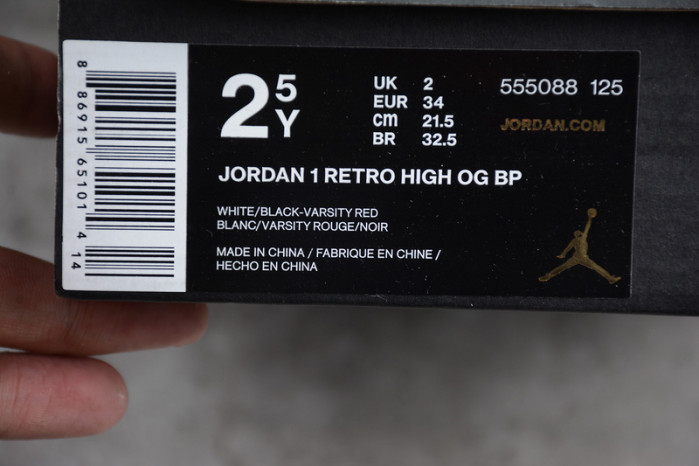 8 86915 65101 4 14
2 5Y
UK 2
EUR 34
cm 21.5
BR 32.5
555088 125
JORDAN.COM
JORDAN 1 RETRO HIGH OG BP
WHITE/BLACK-VARSITY RED
BLANC/VARSITY ROUGE/NOIR
MADE IN CHINA / FABRIQUE EN CHINE /
HECHO EN CHINA